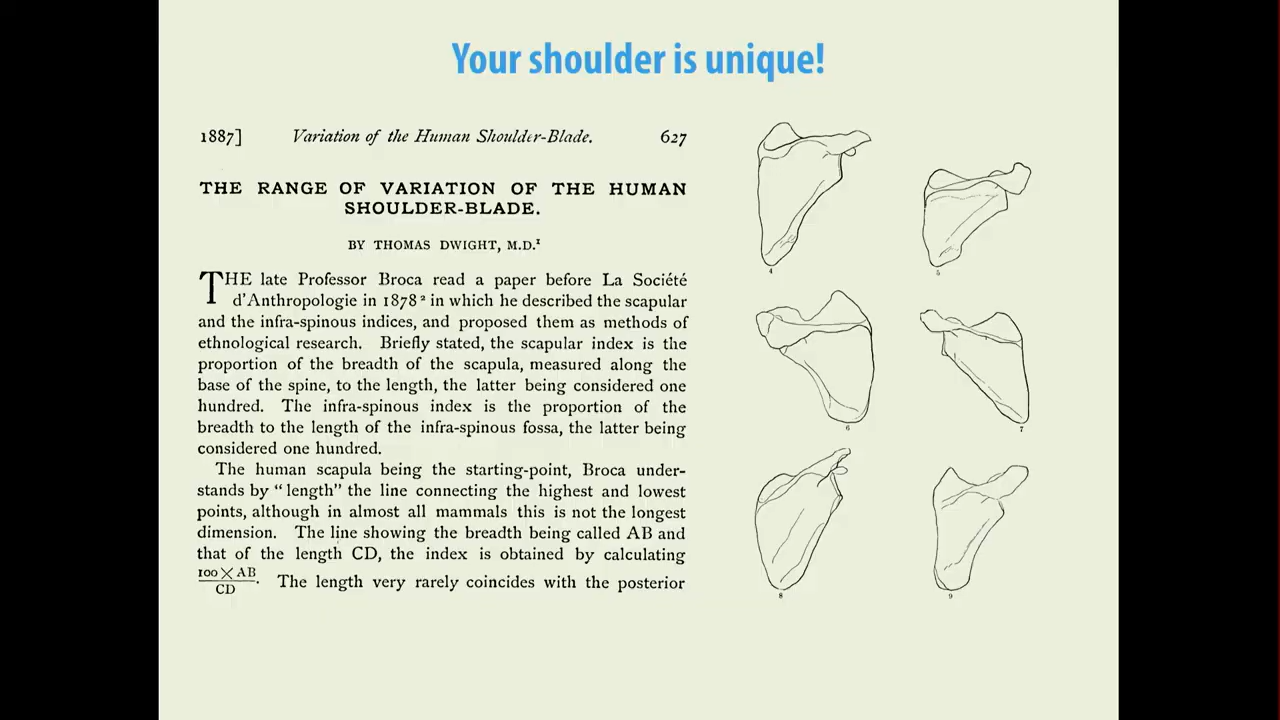 Your shoulder is unique!
1887] Variation of the Human Shoulder-Blade. 627
THE RANGE OF VARIATION OF THE HUMAN
SHOULDER-BLADE.
BY THOMAS DWIGHT, M.D.¹
THE late Professor Broca read a paper before La Société
d'Anthropologie in 1878 ² in which he described the scapular
and the infra-spinous indices, and proposed them as methods of
ethnological research. Briefly stated, the scapular index is the
proportion of the breadth of the scapula, measured along the
base of the spine, to the length, the latter being considered one
hundred. The infra-spinous index is the proportion of the
breadth to the length of the infra-spinous fossa, the latter being
considered one hundred.
The human scapula being the starting-point, Broca under-
stands by "length" the line connecting the highest and lowest
points, although in almost all mammals this is not the longest
dimension. The line showing the breadth being called AB and
that of the length CD, the index is obtained by calculating
100 × AB
CD. The length very rarely coincides with the posterior
4
5
6
7
8
9